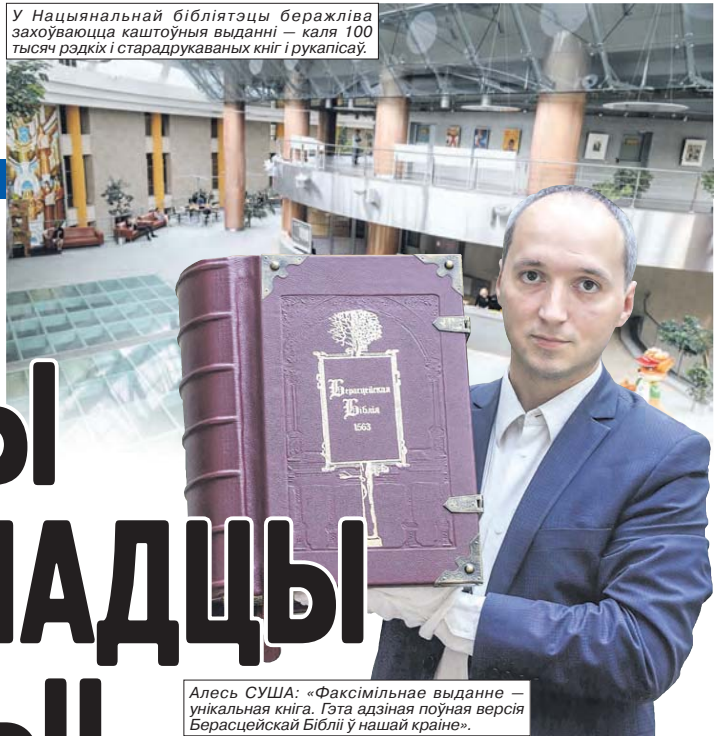 У Нацыянальнай бібліятэцы беражліва
захоўваюцца каштоўныя выданні — каля 100
тысяч рэдкіх і старадрукаваных кніг і рукапісаў.
Берасцейская
Біблія
1563
Алесь СУША: «Факсімільнае выданне —
унікальная кніга. Гэта адзіная поўная версія
Берасцейскай Бібліі ў нашай краіне».